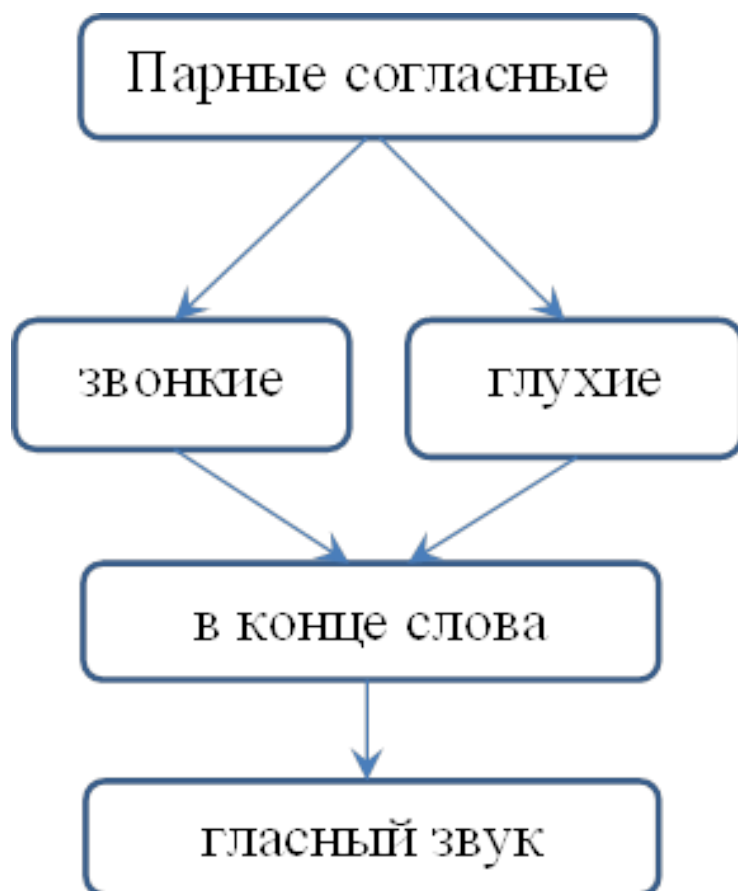 Парные согласные
звонкие
глухие
в конце слова
гласный звук